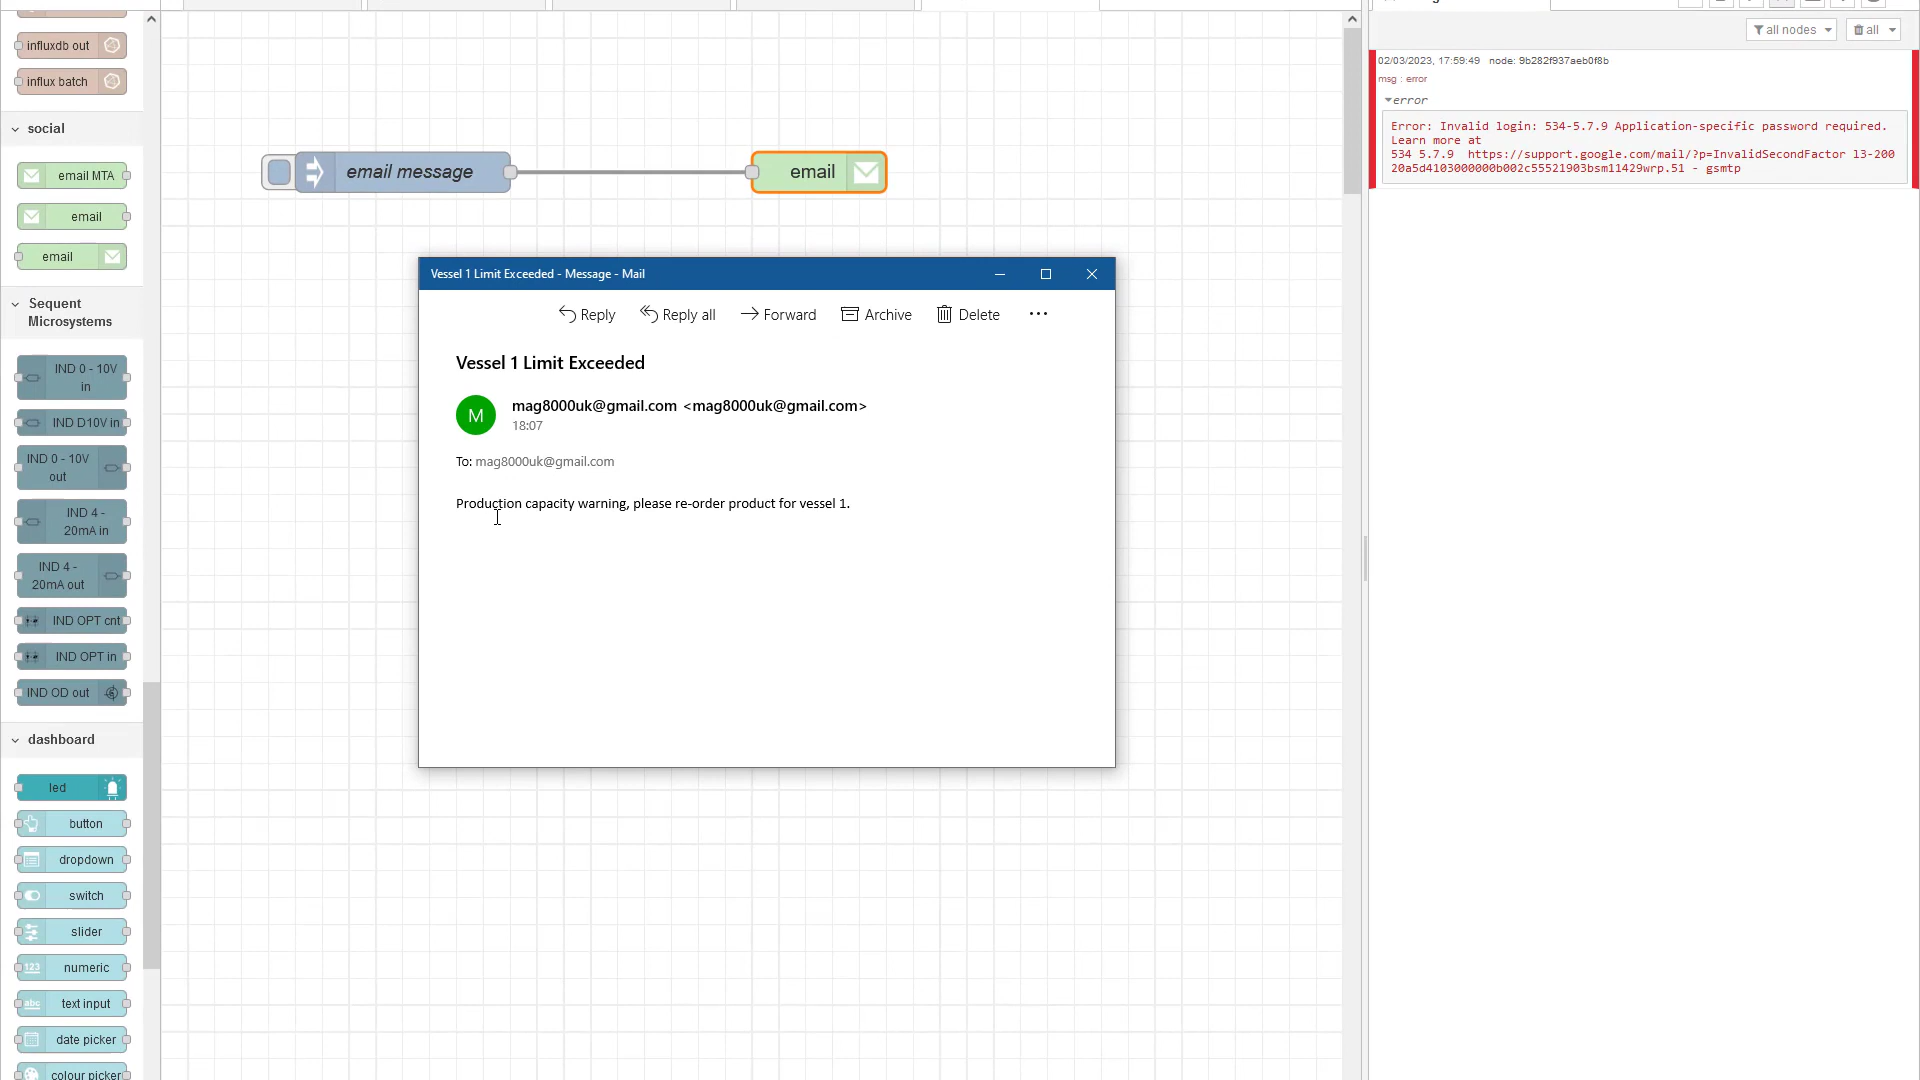 influxdb out
influx batch
social
email MTA
email
email
Sequent
Microsystems
IND 0 - 10V
in
IND D10V in
IND 0 - 10V
out
IND 4 -
20mA in
IND 4 -
20mA out
IND OPT cnt
IND OPT in
IND OD out
dashboard
led
button
dropdown
switch
slider
123 numeric
abc text input
date picker
colour picker
email message
email
Vessel 1 Limit Exceeded - Message - Mail
Reply Reply all Forward Archive Delete
Vessel 1 Limit Exceeded
M
mag8000uk@gmail.com <mag8000uk@gmail.com>
18:07
To: mag8000uk@gmail.com
Production capacity warning, please re-order product for vessel 1.
all nodes all
02/03/2023, 17:59:49 node: 9b282f937aeb0f8b
msg : error
error
Error: Invalid login: 534-5.7.9 Application-specific password required.
Learn more at
534 5.7.9 https://support.google.com/mail/?p=InvalidSecondFactor l3-200
20a5d4103000000b002c55521903bsm11429wrp.51 - gsmtp